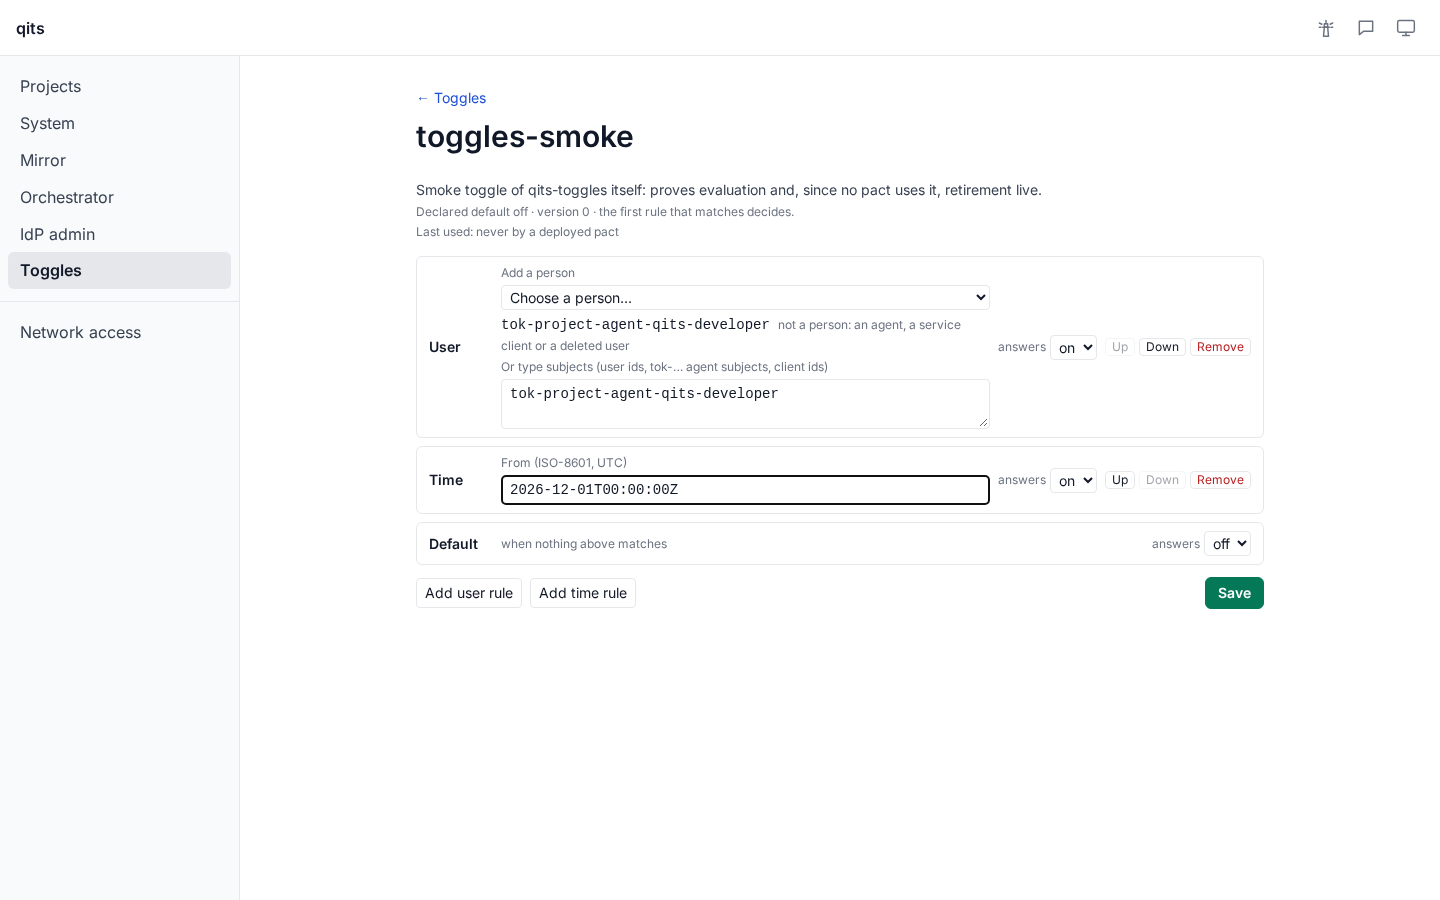 qits
Projects
System
Mirror
Orchestrator
IdP admin
Toggles
Network access
← Toggles
toggles-smoke
Smoke toggle of qits-toggles itself: proves evaluation and, since no pact uses it, retirement live.
Declared default off · version 0 · the first rule that matches decides.
Last used: never by a deployed pact
User
Add a person
Choose a person...
tok-project-agent-qits-developer not a person: an agent, a service
client or a deleted user
Or type subjects (user ids, tok-... agent subjects, client ids)
tok-project-agent-qits-developer
answers on Up Down Remove
Time
From (ISO-8601, UTC)
2026-12-01T00:00:00Z
answers on Up Down Remove
Default when nothing above matches answers off
Add user rule Add time rule Save